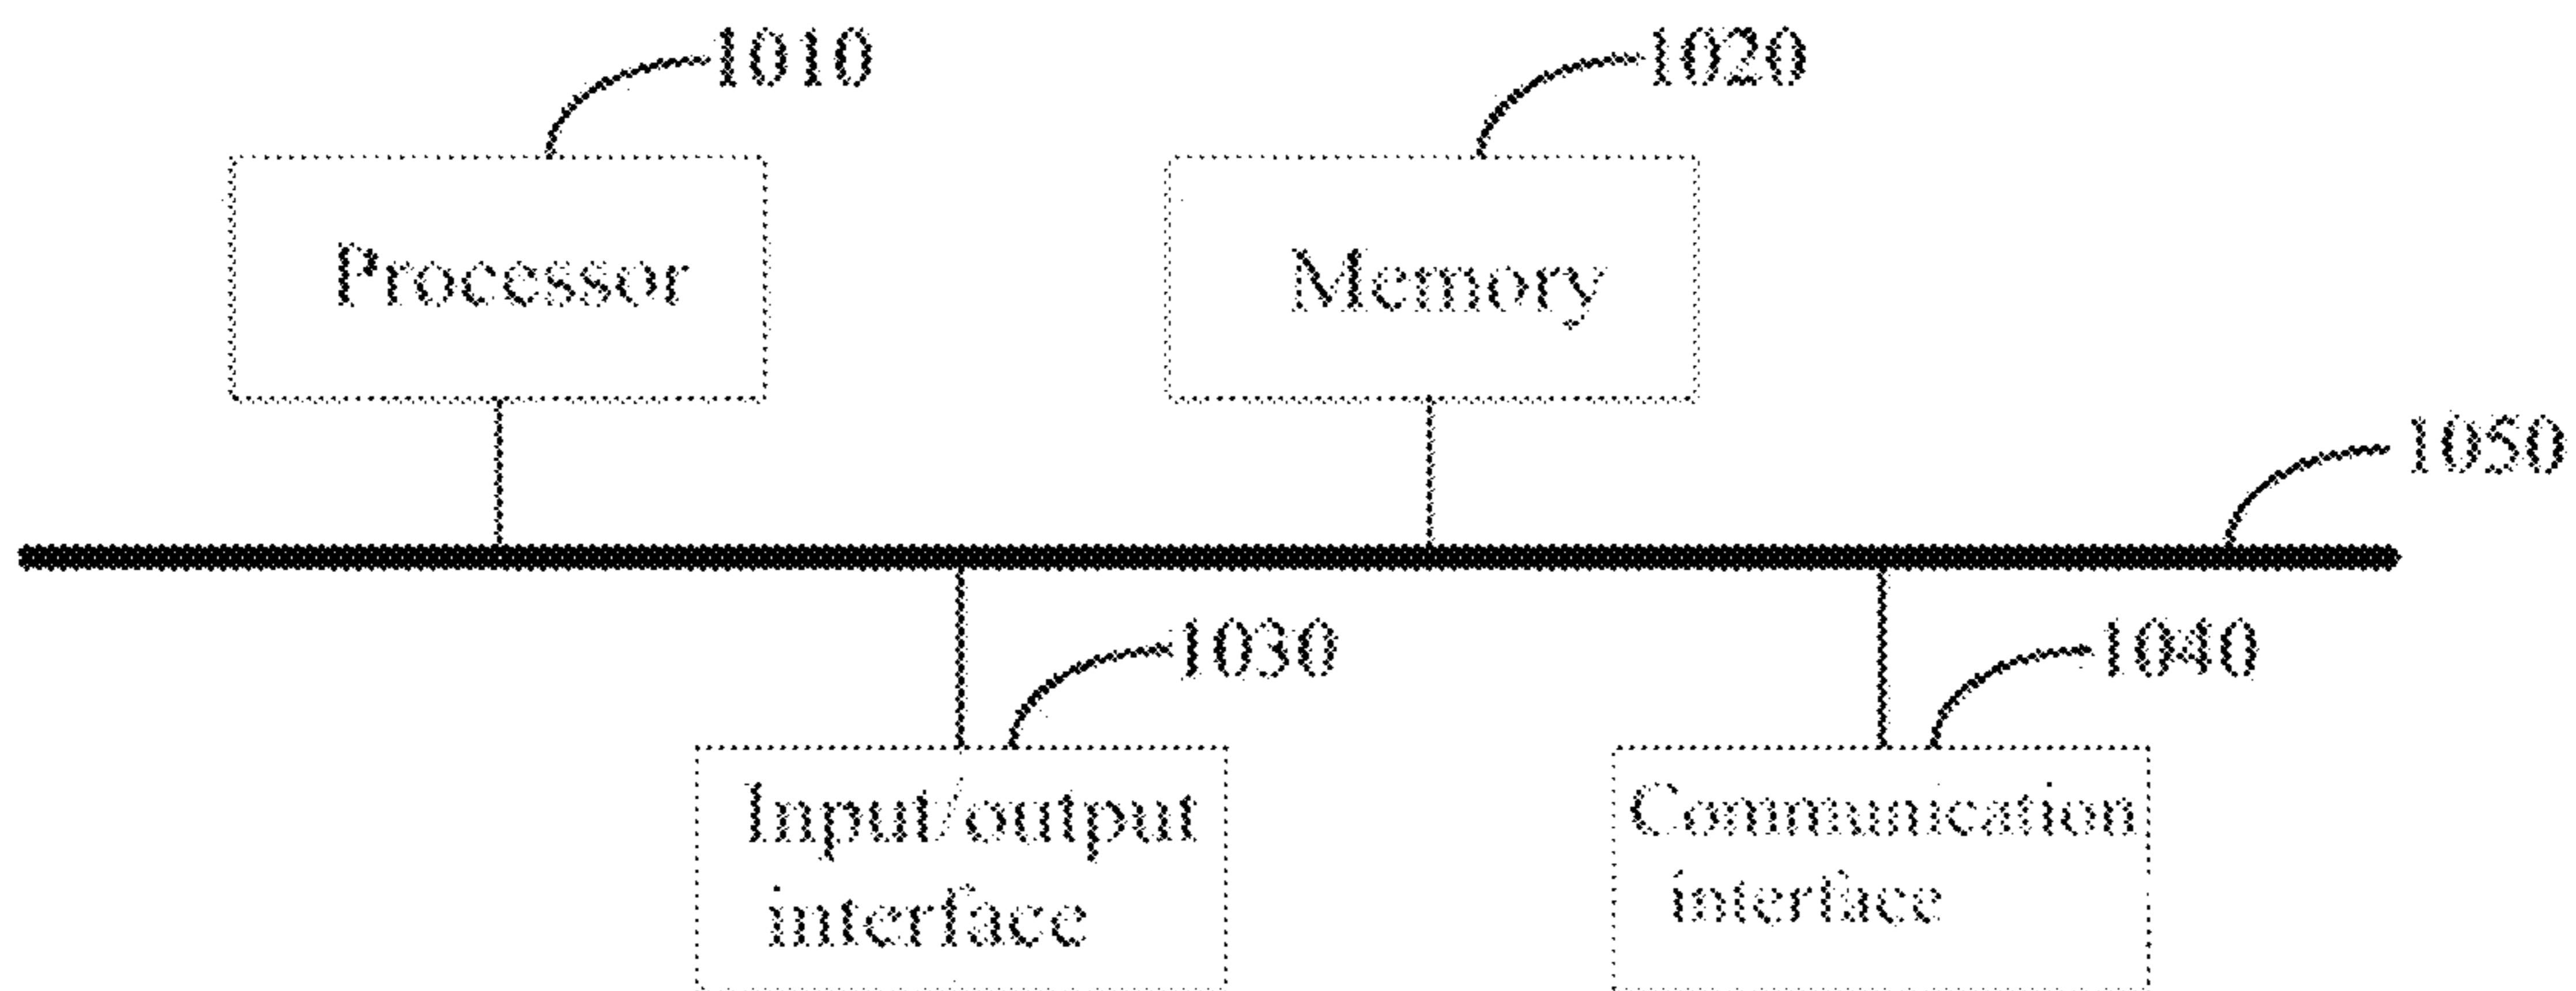 1010
1020
Processor
Memory
1050
1030
1040
Input/output
interface
Communication
interface